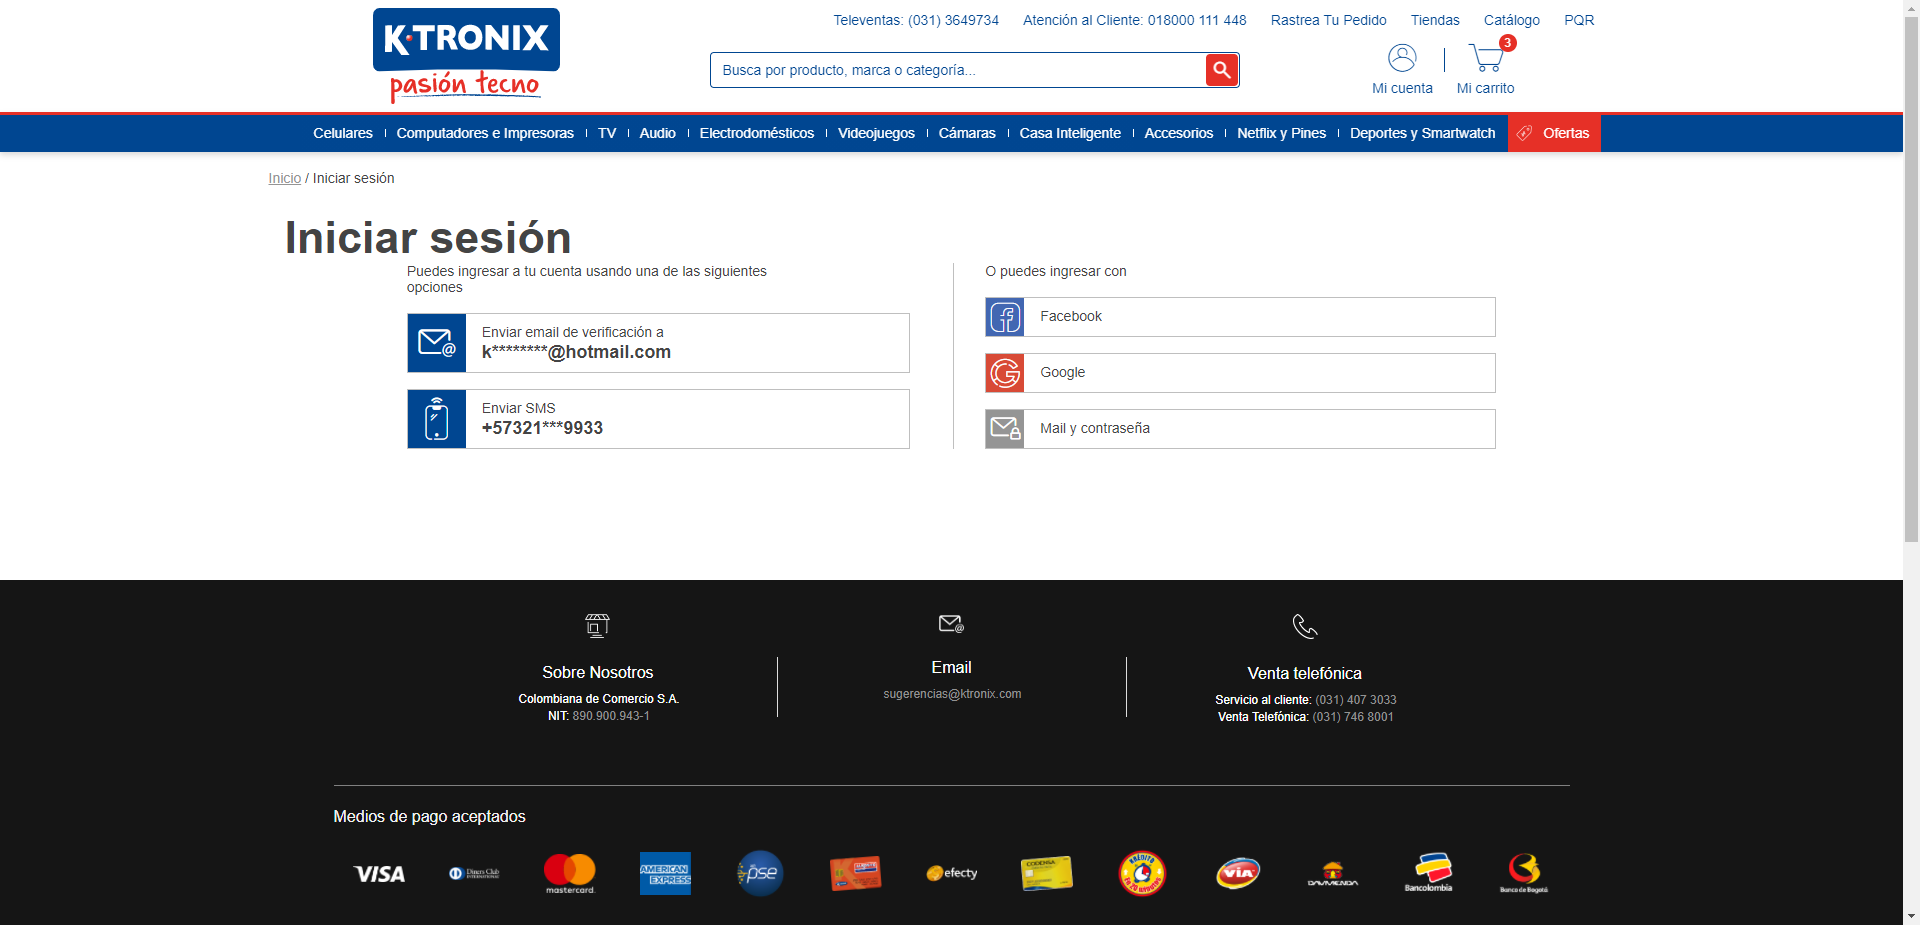 K·TRONIX
pasión tecno
Televentas: (031) 3649734 Atención al Cliente: 018000 111 448 Rastrea Tu Pedido Tiendas Catálogo PQR
Busca por producto, marca o categoría...
3
Mi cuenta Mi carrito
Celulares Computadores e Impresoras TV Audio Electrodomésticos Videojuegos Cámaras Casa Inteligente Accesorios Netflix y Pines Deportes y Smartwatch Ofertas
Inicio / Iniciar sesión
Iniciar sesión
Puedes ingresar a tu cuenta usando una de las siguientes
opciones
Enviar email de verificación a
k********@hotmail.com
Enviar SMS
+57321***9933
O puedes ingresar con
Facebook
Google
Mail y contraseña
Sobre Nosotros
Colombiana de Comercio S.A.
NIT: 890.900.943-1
Email
sugerencias@ktronix.com
Venta telefónica
Servicio al cliente: (031) 407 3033
Venta Telefónica: (031) 746 8001
Medios de pago aceptados
VISA
Diners Club
INTERNATIONAL
mastercard.
AMERICAN
EXPRESS
pse
efecty
CODENSA
VIA
DAVIVIENDA
Bancolombia
Banco de Bogotá